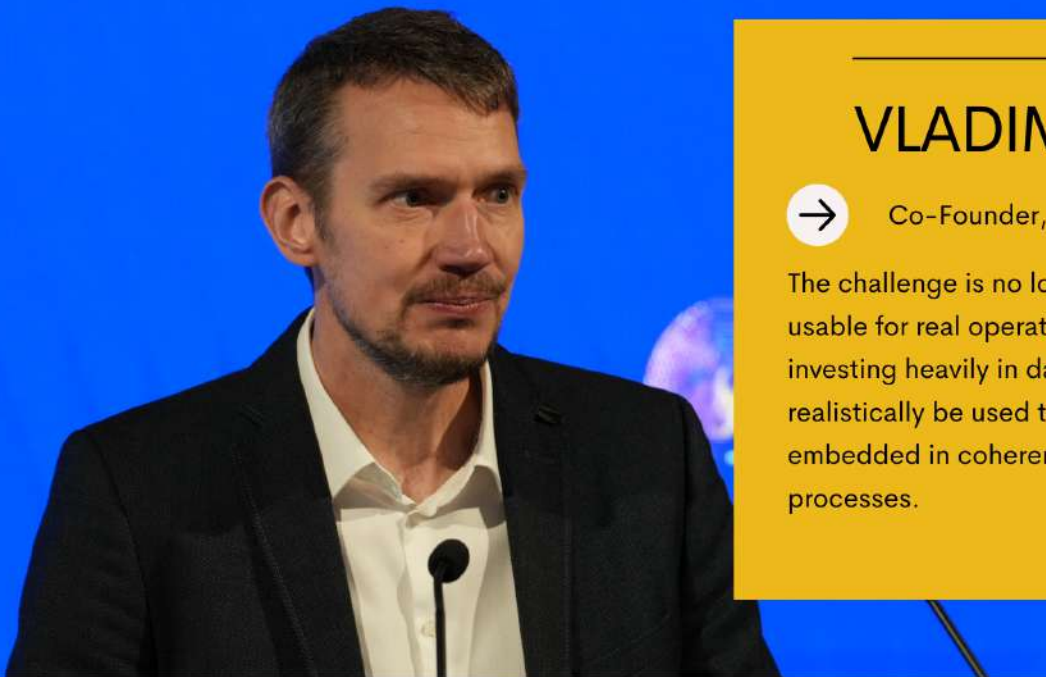 VLADIM
Co-Founder,
The challenge is no lo
usable for real operat
investing heavily in da
realistically be used t
embedded in coheren
processes.